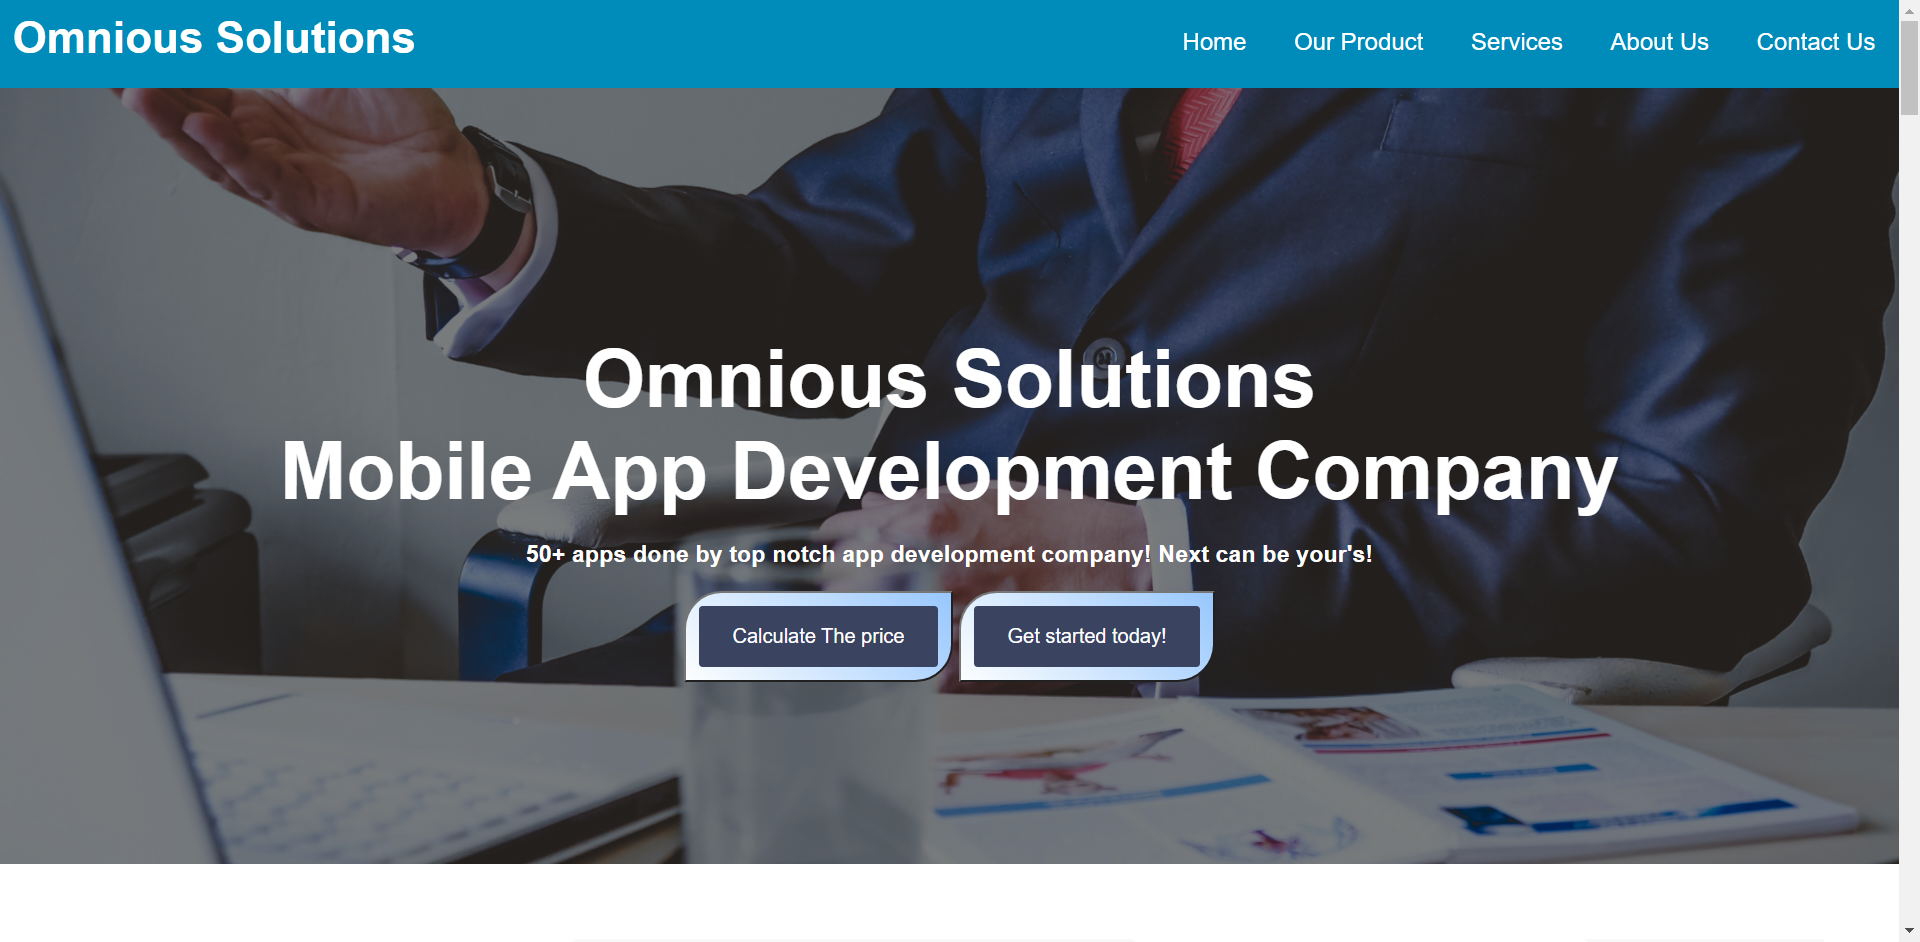 Omnious Solutions
Home Our Product Services About Us Contact Us
Omnious Solutions
Mobile App Development Company
50+ apps done by top notch app development company! Next can be your's!
Calculate The price
Get started today!